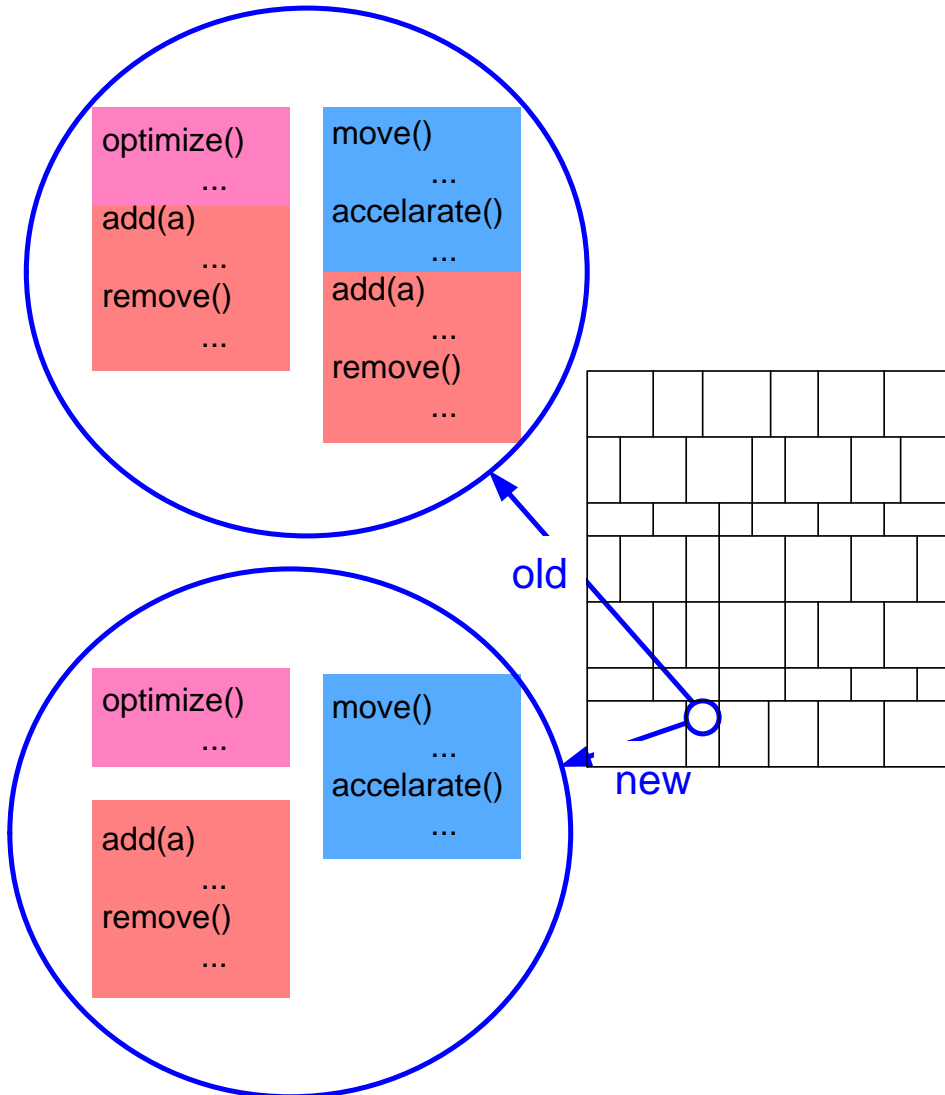 optimize()
...
add(a)
...
remove()
...
move()
...
accelarate()
...
add(a)
...
remove()
...
old
optimize()
...
add(a)
...
remove()
...
move()
...
accelarate()
...
new